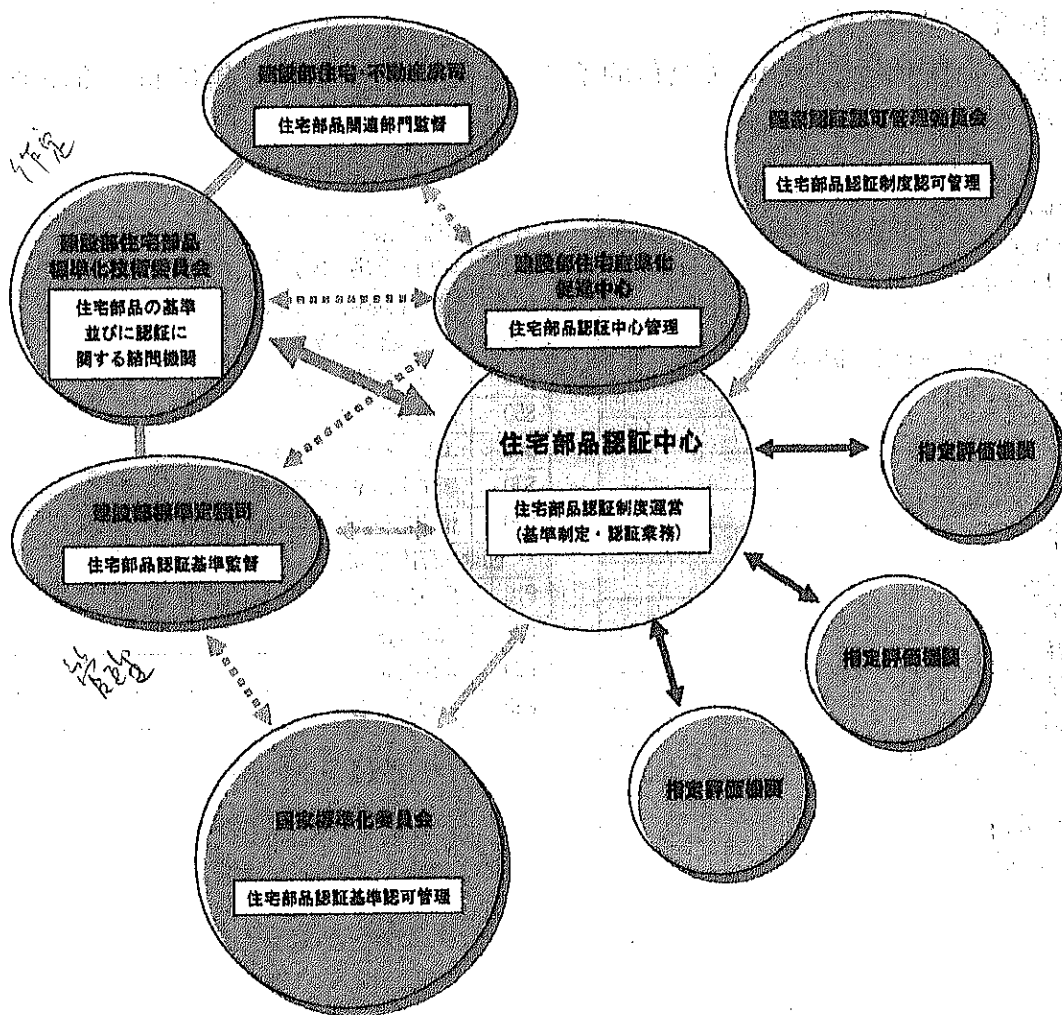 建設部住宅・不動産業司
住宅部品関連部門監督
作定
国家認証認可管理委員会
住宅部品認証制度認可管理
建設部住宅部品
標準化技術委員会
住宅部品の基準
並びに認証に
関する諮問機関
建設部住宅産業化
促進中心
住宅部品認証中心管理
住宅部品認証中心
住宅部品認証制度運営
(基準制定・認証業務)
指定評価機関
建設部標準定額司
住宅部品認証基準監督
指定評価機関
指定評価機関
国家標準化委員会
住宅部品認証基準認可管理